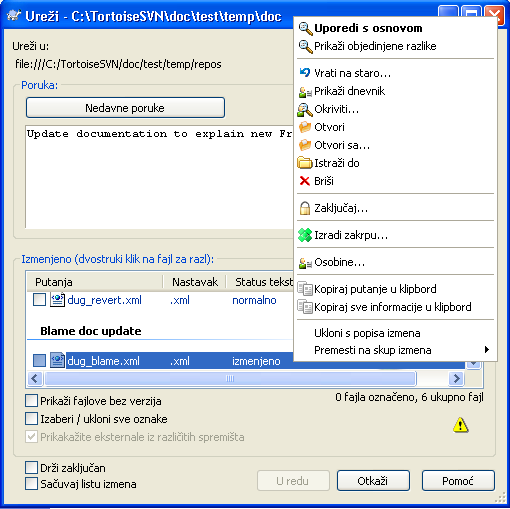 Ureži - C:\TortoiseSVN\doc\test\temp\doc
Ureži u:
file:///C:/TortoiseSVN/doc/test/temp/repos
Poruka:
Nedavne poruke
Update documentation to explain new Fr
Izmenjeno (dvostruki klik na fajl za razl):
Putanja Nastavak Status tekst
dug_revert.xml .xml normalno
Blame doc update
dug_blame.xml .xml izmenjeno
0 fajla označeno, 6 ukupno fajl
Prikaži fajlove bez verzija
Izaberi / ukloni sve oznake
Prikakažite eksternale iz različitih spremišta
Drži zaključan
Sačuvaj listu izmena
U redu
Otkaži
Pomoć
Uporedi s osnovom
Prikaži objedinjene razlike
Vrati na staro...
Prikaži dnevnik
Okriviti...
Otvori
Otvori sa...
Istraži do
Briši
Zaključaj...
Izradi zakrpu...
Osobine...
Kopiraj putanje u klipbord
Kopiraj sve informacije u klipbord
Ukloni s popisa izmena
Premesti na skup izmena